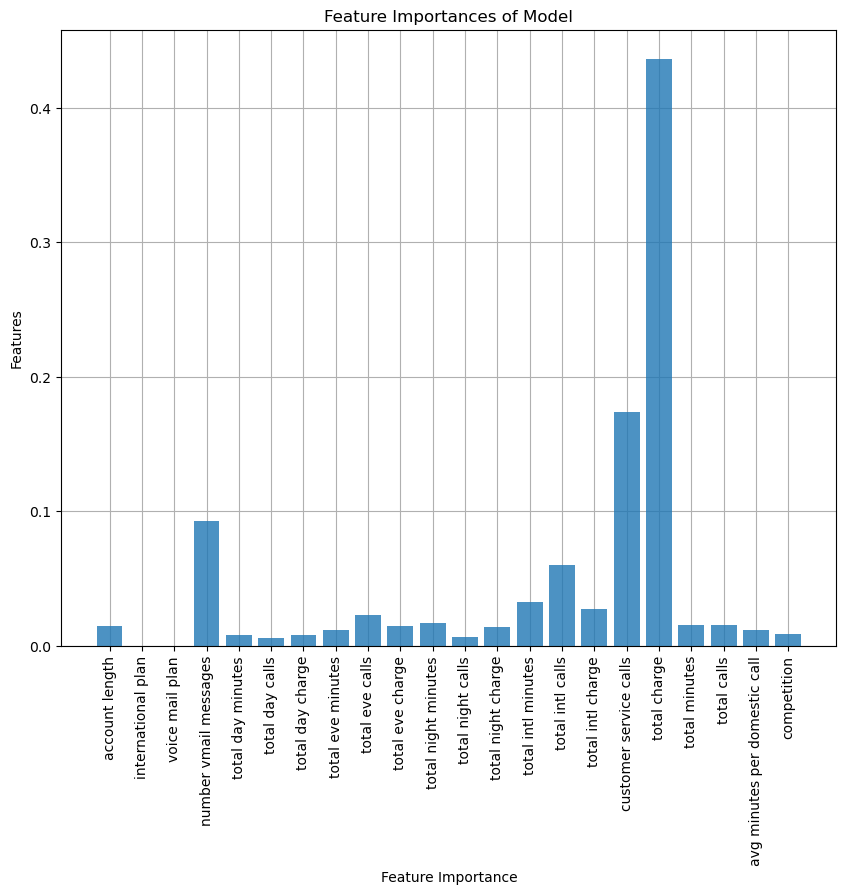 Feature Importances of Model
Features
0.4
0.3
0.2
0.1
0.0
account length
international plan
voice mail plan
number vmail messages
total day minutes
total day calls
total day charge
total eve minutes
total eve calls
total eve charge
total night minutes
total night calls
total night charge
total intl minutes
total intl calls
total intl charge
customer service calls
total charge
total minutes
total calls
avg minutes per domestic call
competition
Feature Importance